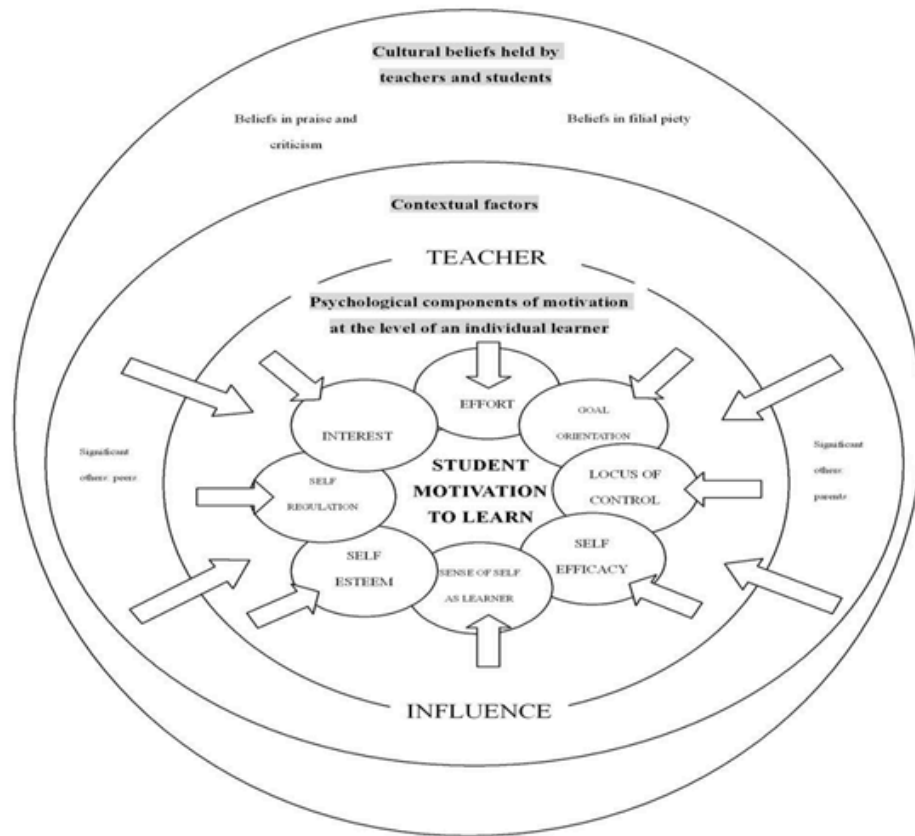 Cultural beliefs held by
teachers and students
Beliefs in praise and
criticism
Beliefs in filial piety
Contextual factors
TEACHER
Psychological components of motivation
at the level of an individual learner
EFFORT
INTEREST
GOAL
ORIENTATION
Significant
others: peers
SELF
REGULATION
STUDENT
MOTIVATION
TO LEARN
LOCUS OF
CONTROL
Significant
others:
parents
SELF
ESTEEM
SENSE OF SELF
AS LEARNER
SELF
EFFICACY
INFLUENCE